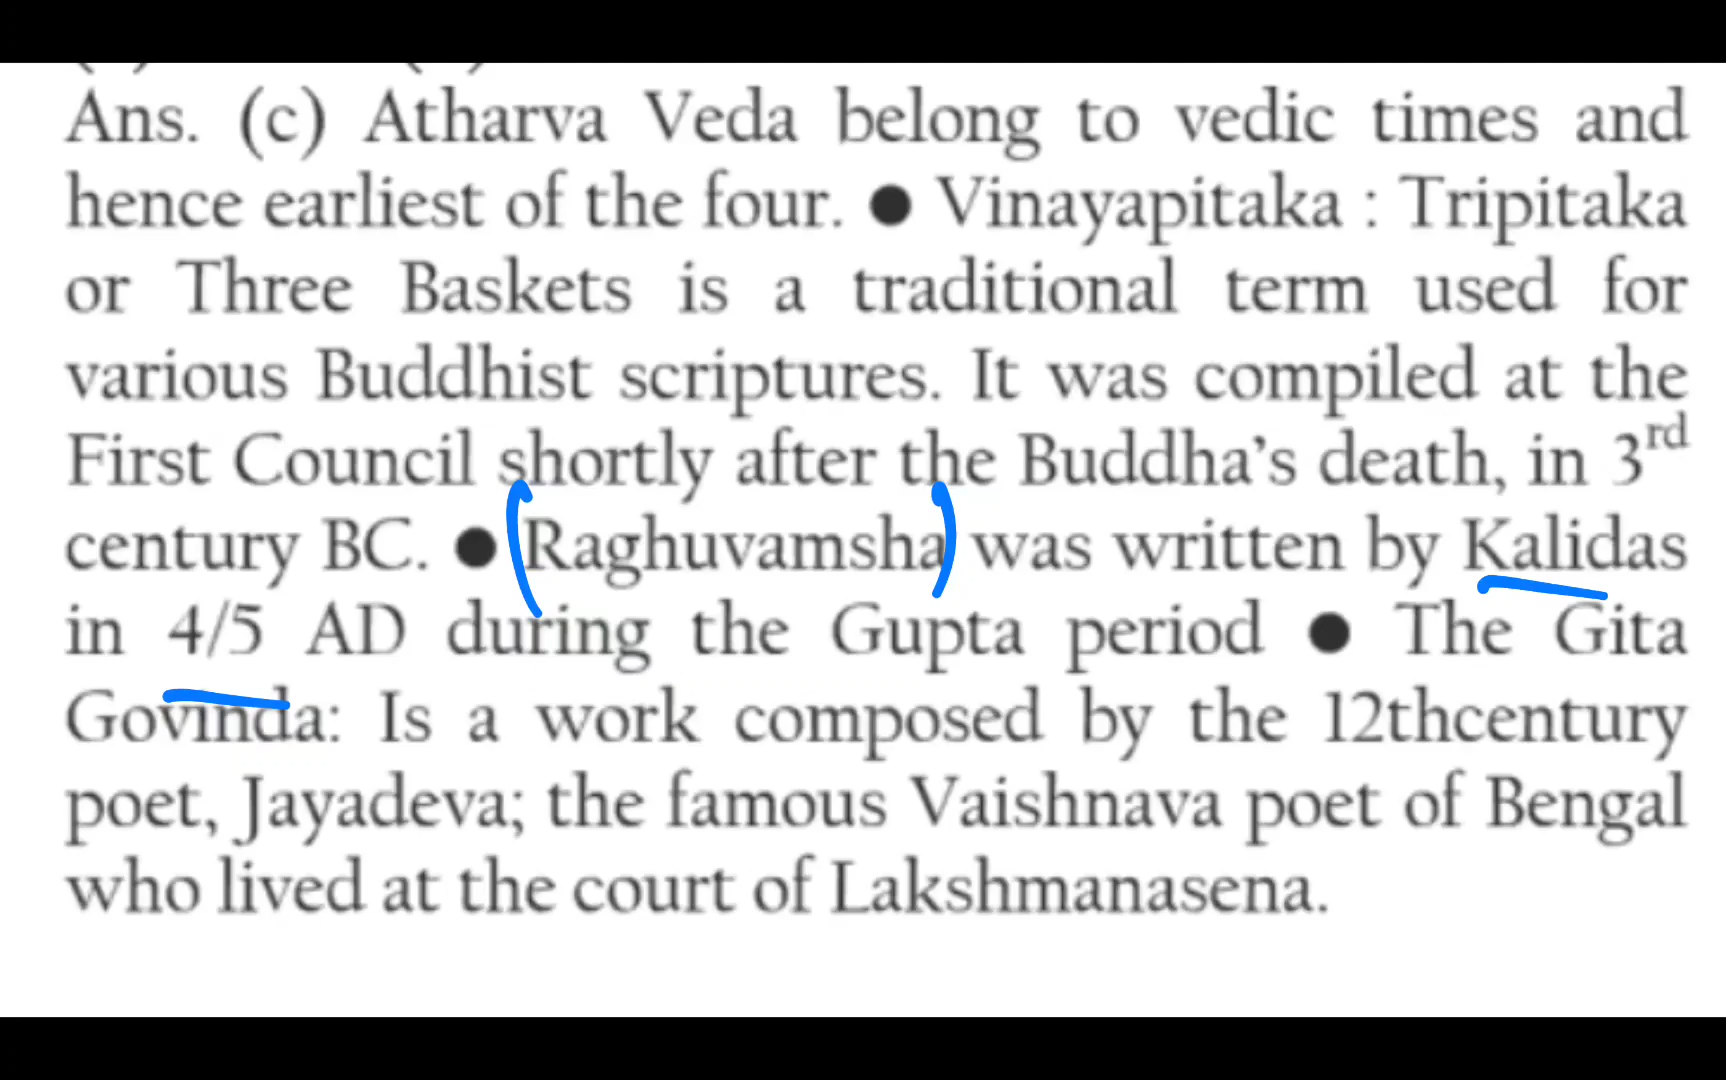 Ans. (c) Atharva Veda belong to vedic times and
hence earliest of the four. ● Vinayapitaka : Tripitaka
or Three Baskets is a traditional term used for
various Buddhist scriptures. It was compiled at the
First Council shortly after the Buddha's death, in 3rd
century BC. ● Raghuvamsha was written by Kalidas
in 4/5 AD during the Gupta period ● The Gita
Govinda: Is a work composed by the 12thcentury
poet, Jayadeva; the famous Vaishnava poet of Bengal
who lived at the court of Lakshmanasena.